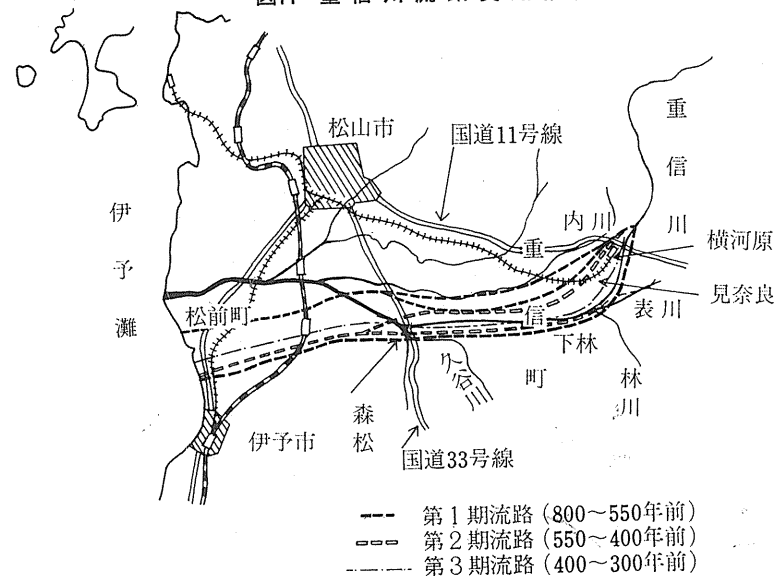 松山市
国道11号線
重信川
伊予灘
内川
横河原
重信町
見奈良
表川
松前町
下林
久谷川
林川
森松
伊予市
国道33号線
第1期流路(800〜550年前)
第2期流路(550〜400年前)
第3期流路(400〜300年前)